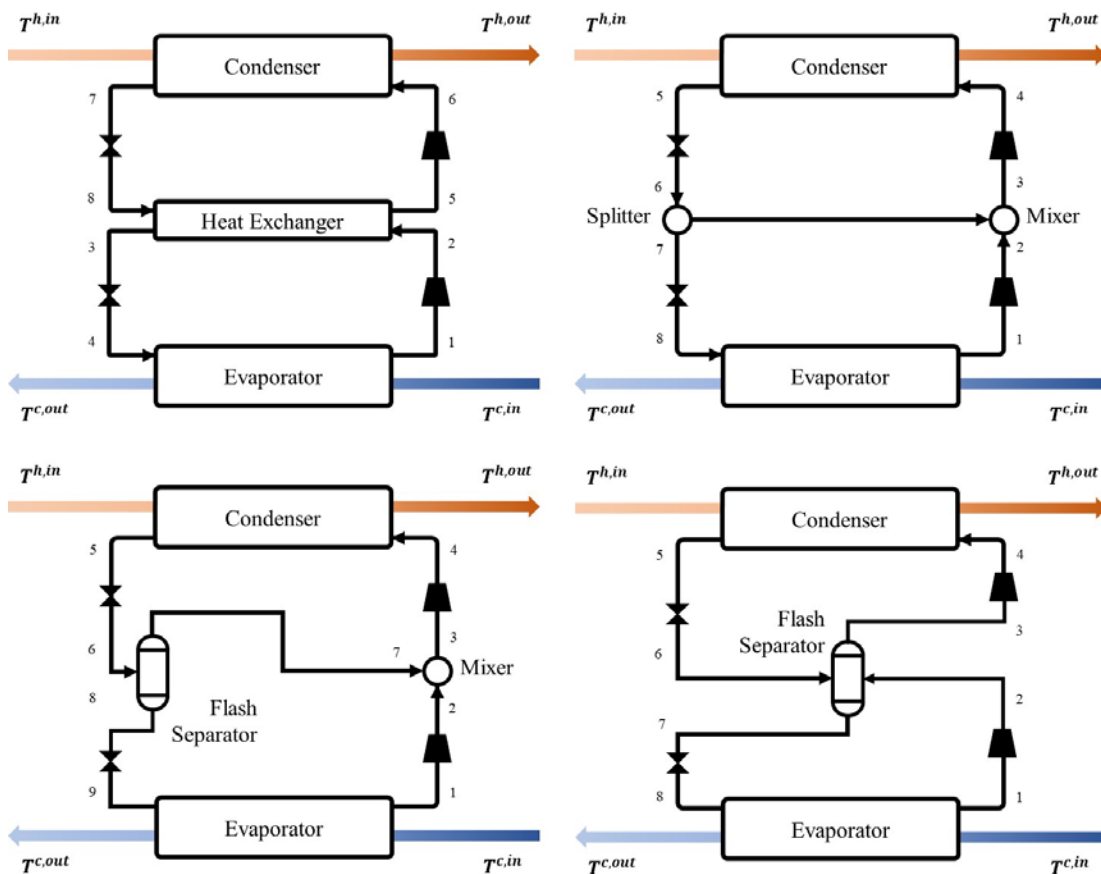 T^{h,in} T^{h,out}
Condenser
7 6
8 5
Heat Exchanger
3 2
4 1
Evaporator
T^{c,out} T^{c,in}
T^{h,in} T^{h,out}
Condenser
5 4
6 3
Splitter Mixer
7 2
8 1
Evaporator
T^{c,out} T^{c,in}
T^{h,in} T^{h,out}
Condenser
5 4
6 7 3
Mixer
8 2
Flash
Separator
9 1
Evaporator
T^{c,out} T^{c,in}
T^{h,in} T^{h,out}
Condenser
5 4
Flash
Separator
6 3
7 2
8 1
Evaporator
T^{c,out} T^{c,in}